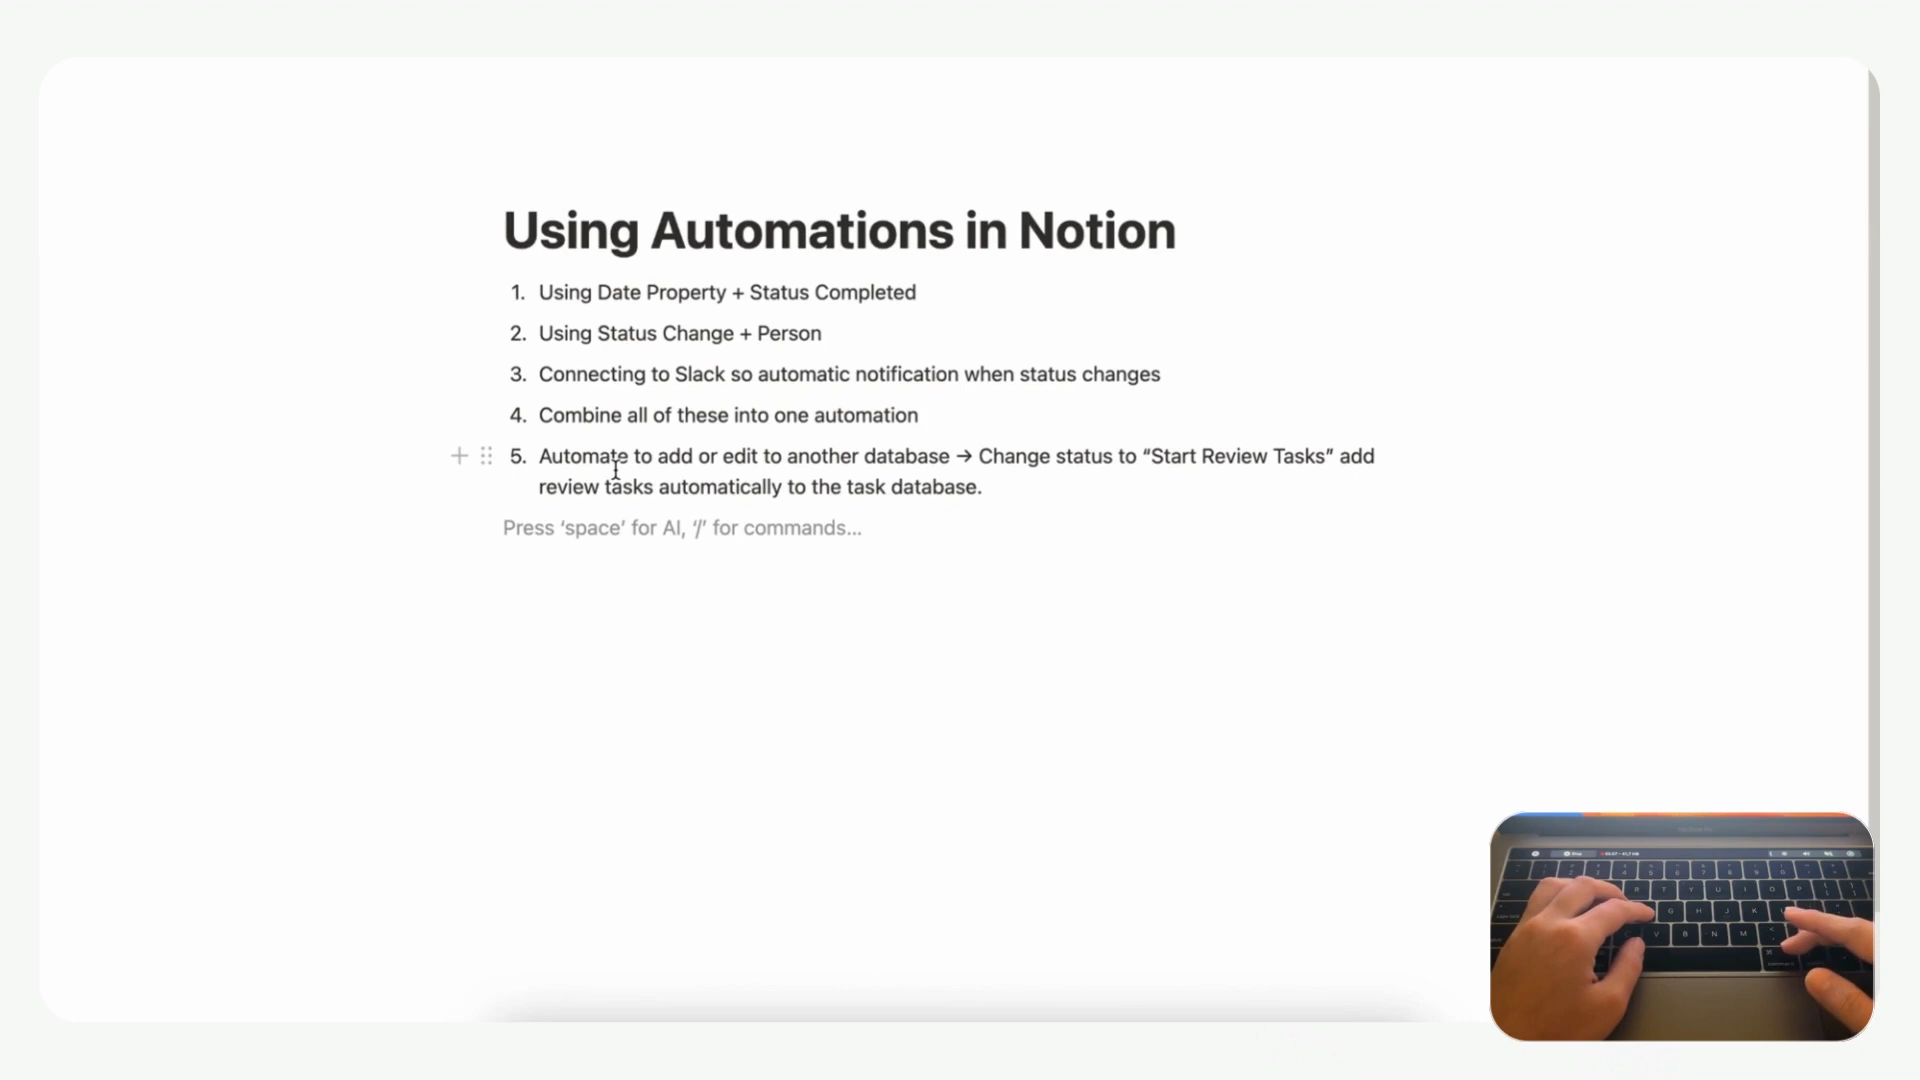 Using Automations in Notion
1. Using Date Property + Status Completed
2. Using Status Change + Person
3. Connecting to Slack so automatic notification when status changes
4. Combine all of these into one automation
5. Automate to add or edit to another database → Change status to “Start Review Tasks” add
review tasks automatically to the task database.
Press ‘space’ for AI, ‘/’ for commands...
R T Y U I O P
G H J K L
V B N M